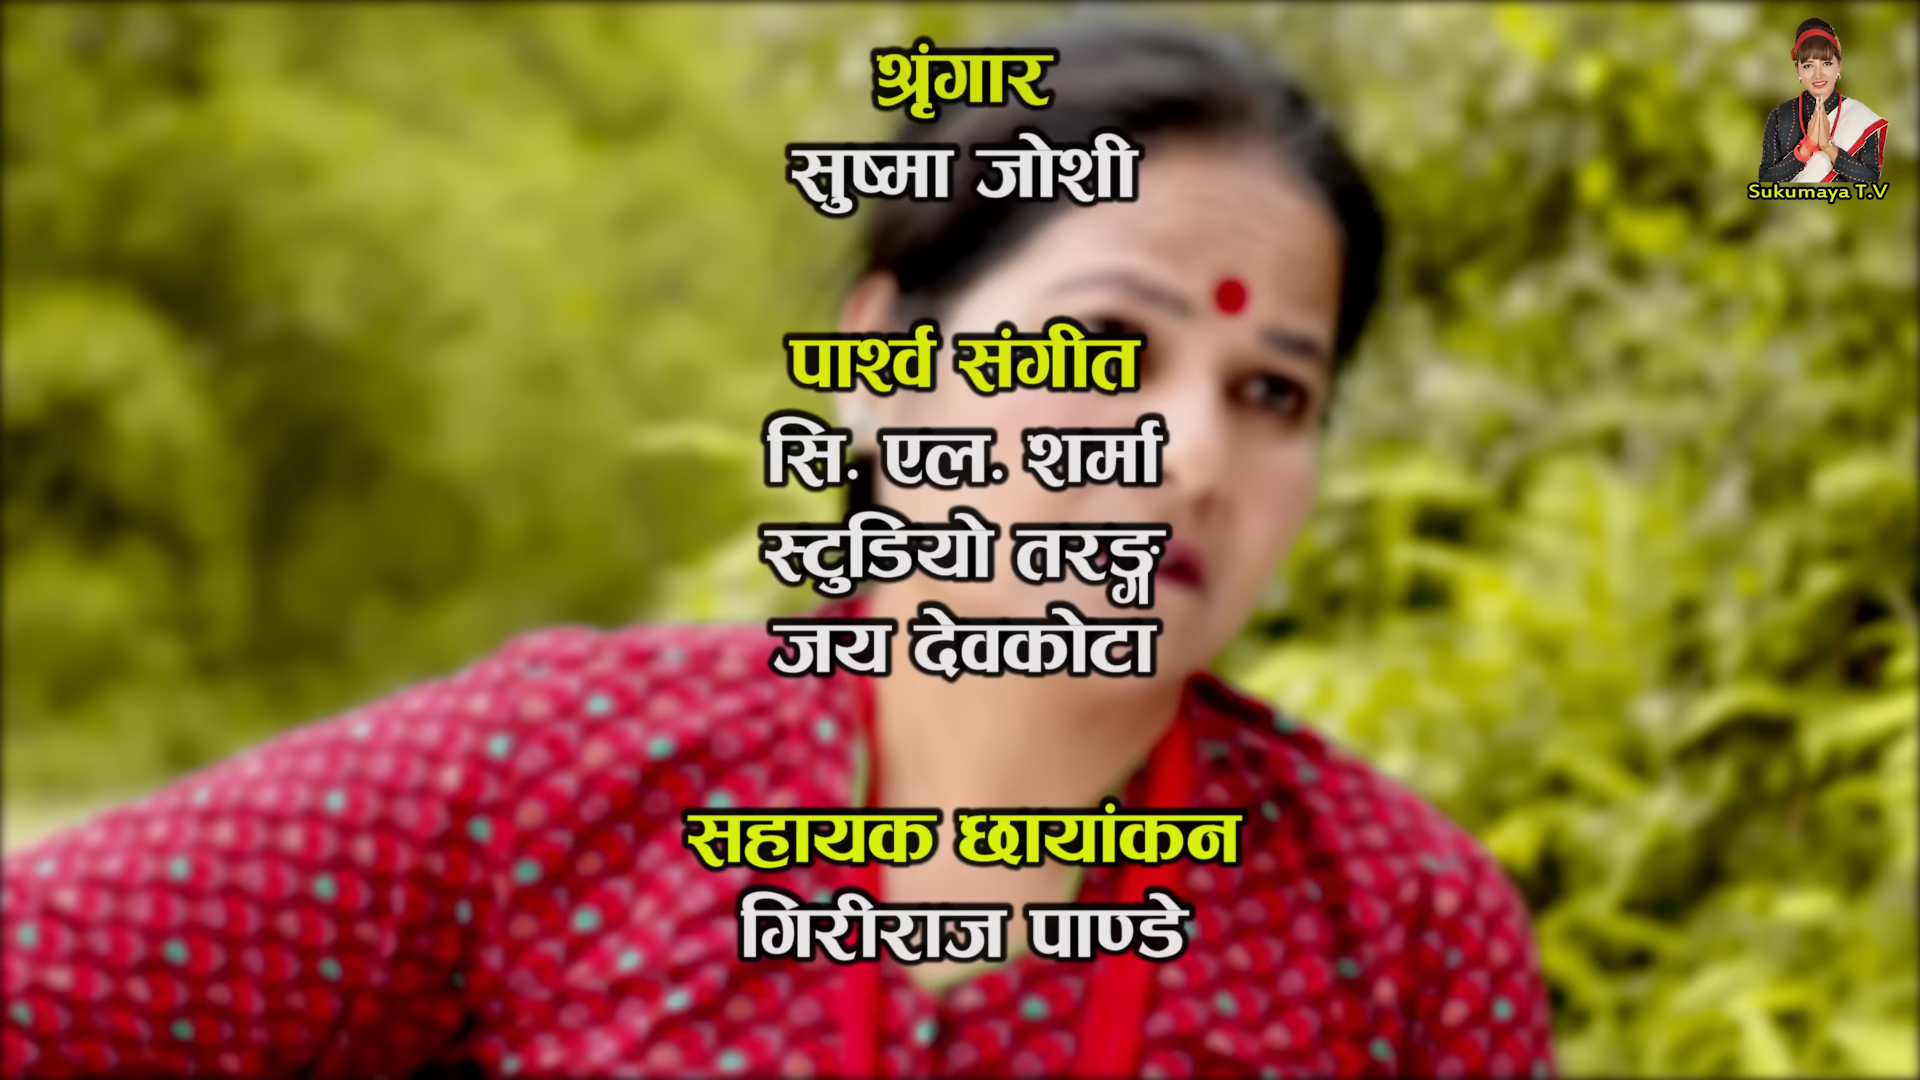 श्रृंगार
सुष्मा जोशी
पार्श्व संगीत
सि. एल. शर्मा
स्टुडियो तरङ्ग
जय देवकोटा
सहायक छायांकन
गिरीराज पाण्डे
Sukumaya T.V